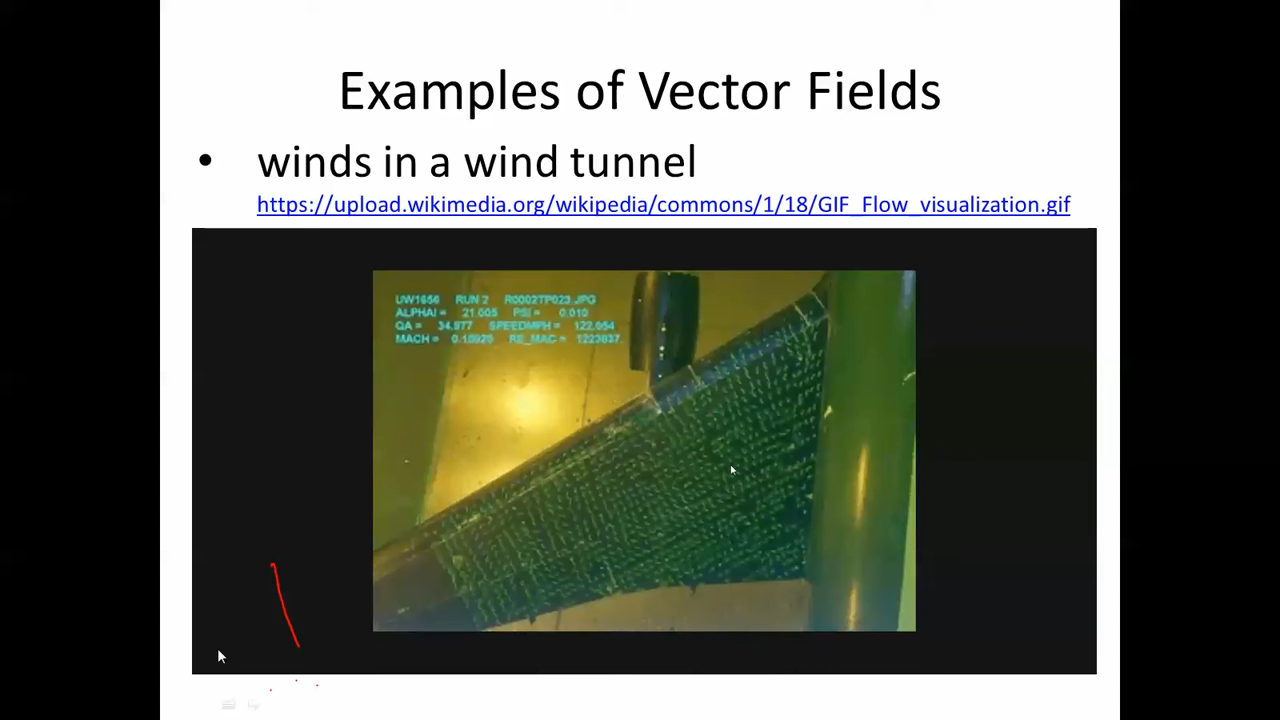 Examples of Vector Fields
• winds in a wind tunnel
https://upload.wikimedia.org/wikipedia/commons/1/18/GIF_Flow_visualization.gif
UW1656 RUN 2 R0002TP023.JPG
ALPHAI = 21.005 PSI = 0.010
QA = 34.977 SPEEDMPH = 122.054
MACH = 0.15925 RE_MAC = 1223837.